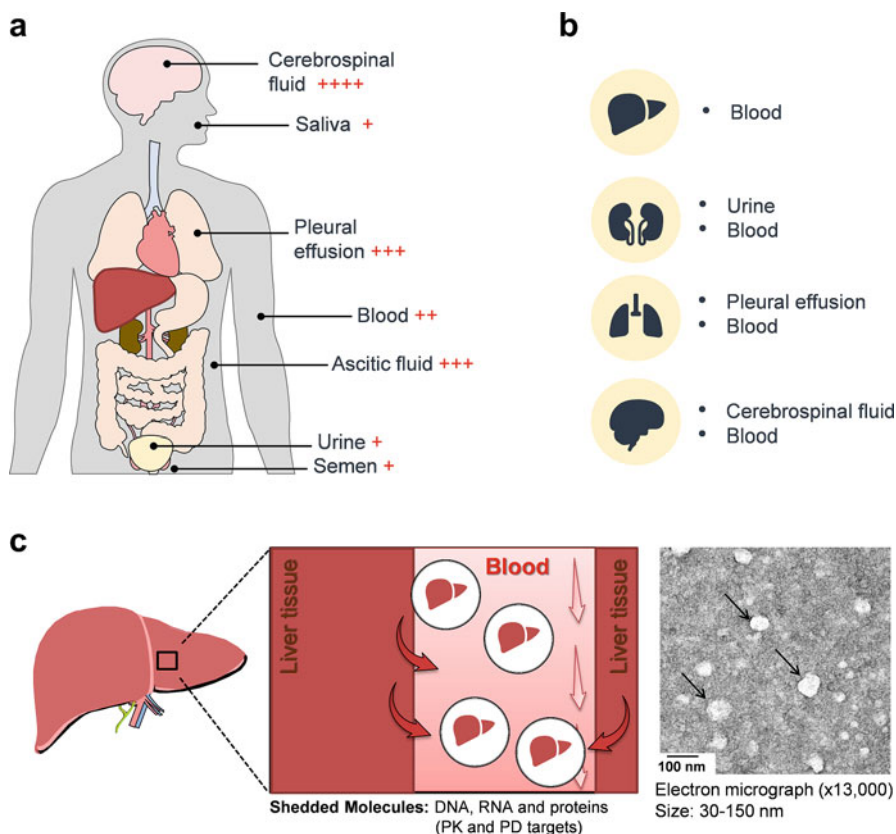 a
Cerebrospinal
fluid ++++
Saliva +
Pleural
effusion +++
Blood ++
Ascitic fluid +++
Urine +
Semen +
b
• Blood
• Urine
• Blood
• Pleural effusion
• Blood
• Cerebrospinal fluid
• Blood
c
Liver tissue
Blood
Liver tissue
Shedded Molecules: DNA, RNA and proteins
(PK and PD targets)
100 nm
Electron micrograph (x13,000)
Size: 30-150 nm